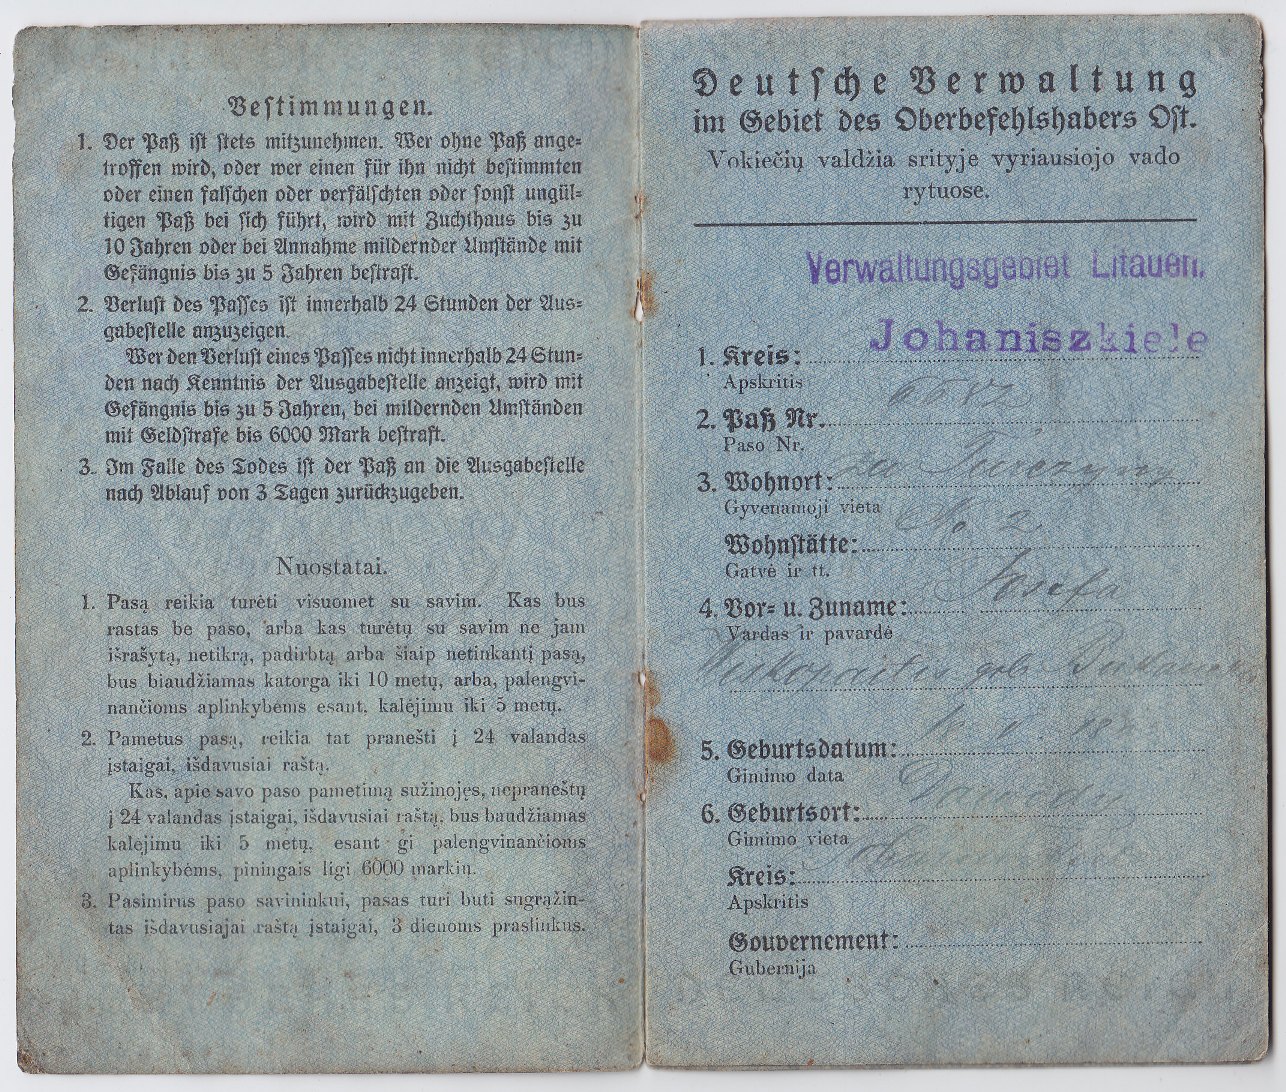 Bestimmungen.
1. Der Paß ist stets mitzunehmen. Wer ohne Paß ange-
troffen wird, oder wer einen für ihn nicht bestimmten
oder einen falschen oder verfälschten oder sonst ungül-
tigen Paß bei sich führt, wird mit Zuchthaus bis zu
10 Jahren oder bei Annahme mildernder Umstände mit
Gefängnis bis zu 5 Jahren bestraft.
2. Verlust des Passes ist innerhalb 24 Stunden der Aus-
gabestelle anzuzeigen.
Wer den Verlust eines Passes nicht innerhalb 24 Stun-
den nach Kenntnis der Ausgabestelle anzeigt, wird mit
Gefängnis bis zu 5 Jahren, bei mildernden Umständen
mit Geldstrafe bis 6000 Mark bestraft.
3. Im Falle des Todes ist der Paß an die Ausgabestelle
nach Ablauf von 3 Tagen zurückzugeben.
Nuostatai.
1. Pasą reikia turėti visuomet su savim. Kas bus
rastas be paso, arba kas turėtų su savim ne jam
išrašytą, netikrą, padirbtą arba šiaip netinkantį pasą,
bus biaudžiamas katorga iki 10 metų, arba, palengvi-
nančioms aplinkybėms esant, kalėjimu iki 5 metų.
2. Pametus pasą, reikia tat pranešti į 24 valandas
įstaigai, išdavusiai raštą.
Kas, apie savo paso pametimą sužinojęs, nepraneštų
į 24 valandas įstaigai, išdavusiai raštą, bus baudžiamas
kalėjimu iki 5 metų, esant gi palengvinančioms
aplinkybėms, piningais ligi 6000 markių.
3. Pasimirus paso savininkui, pasas turi buti sugrąžin-
tas išdavusiajai raštą įstaigai, 3 dienoms praslinkus.
Deutsche Verwaltung
im Gebiet des Oberbefehlshabers Ost.
Vokiečių valdžia srityje vyriausiojo vado
rytuose.
Verwaltungsgebiet Litauen.
1. Kreis: Johaniszkiele
Apskritis
2. Paß Nr.
Paso Nr.
3. Wohnort:
Gyvenamoji vieta
Wohnstätte: No 2
Gatvė ir tt.
4. Vor- u. Zuname: Josefa
Vardas ir pavardė
5. Geburtsdatum:
Gimimo data
6. Geburtsort:
Gimimo vieta
Kreis:
Apskritis
Gouvernement:
Gubernija